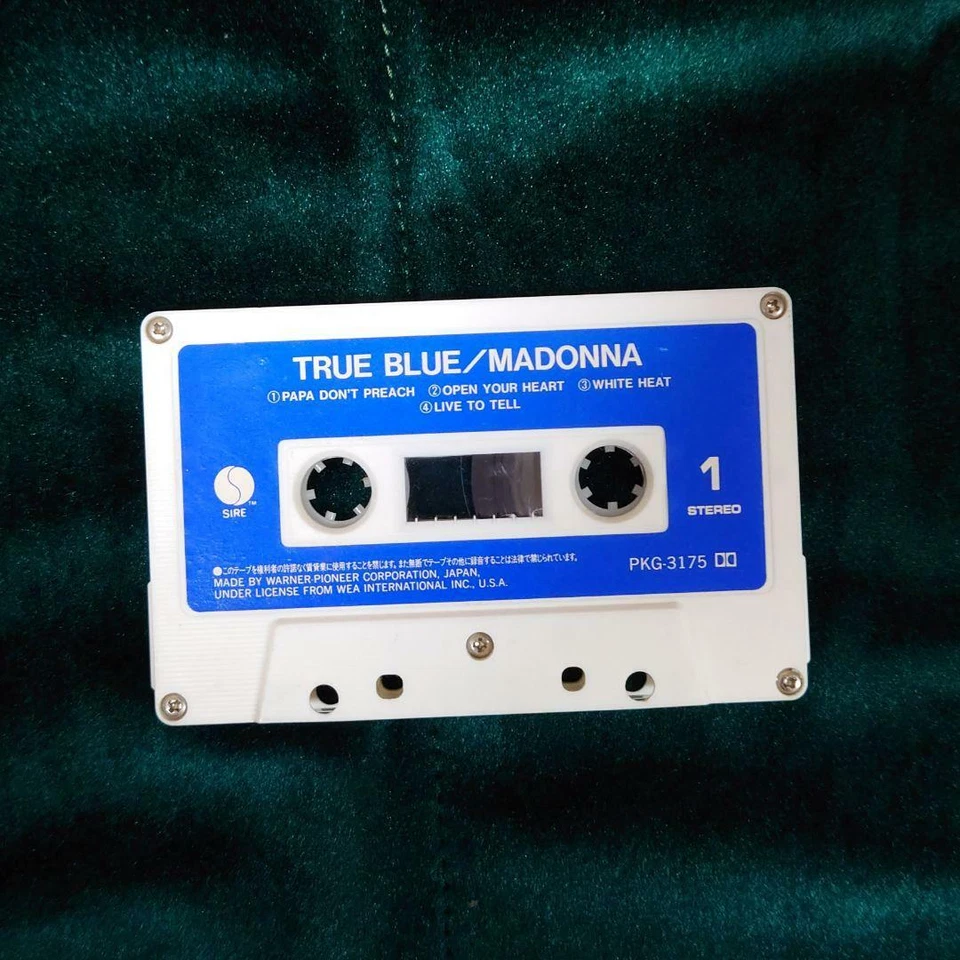 TRUE BLUE/MADONNA
①PAPA DON'T PREACH ②OPEN YOUR HEART ③WHITE HEAT
④LIVE TO TELL
1
STEREO
SIRE™
●このテープを権利者の許諾なく賃貸業に使用することを禁じます。また無断でテープその他に録音することは法律で禁じられています。
MADE BY WARNER-PIONEER CORPORATION, JAPAN,
UNDER LICENSE FROM WEA INTERNATIONAL INC., U.S.A.
PKG-3175